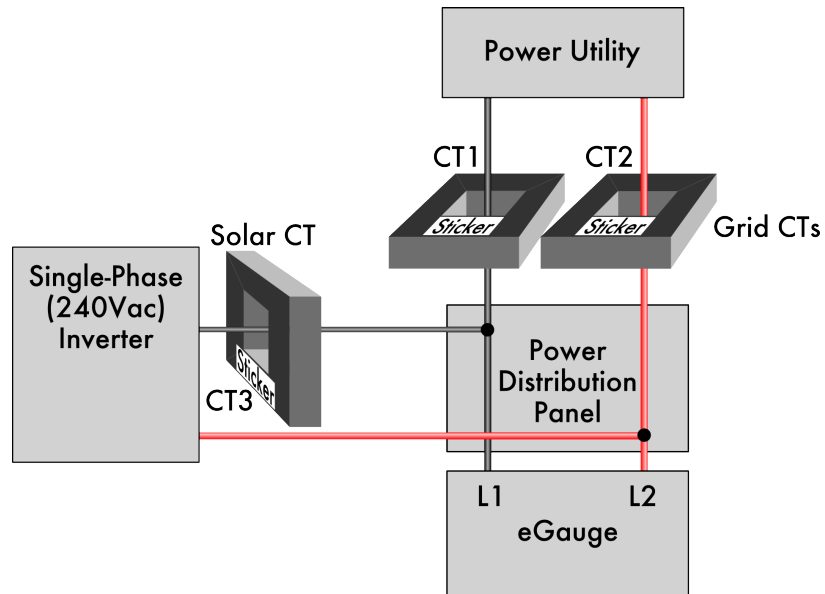 Power Utility
CT1
CT2
Sticker
Sticker
Grid CTs
Solar CT
Single-Phase
(240Vac)
Inverter
Sticker
CT3
Power
Distribution
Panel
L1
L2
eGauge